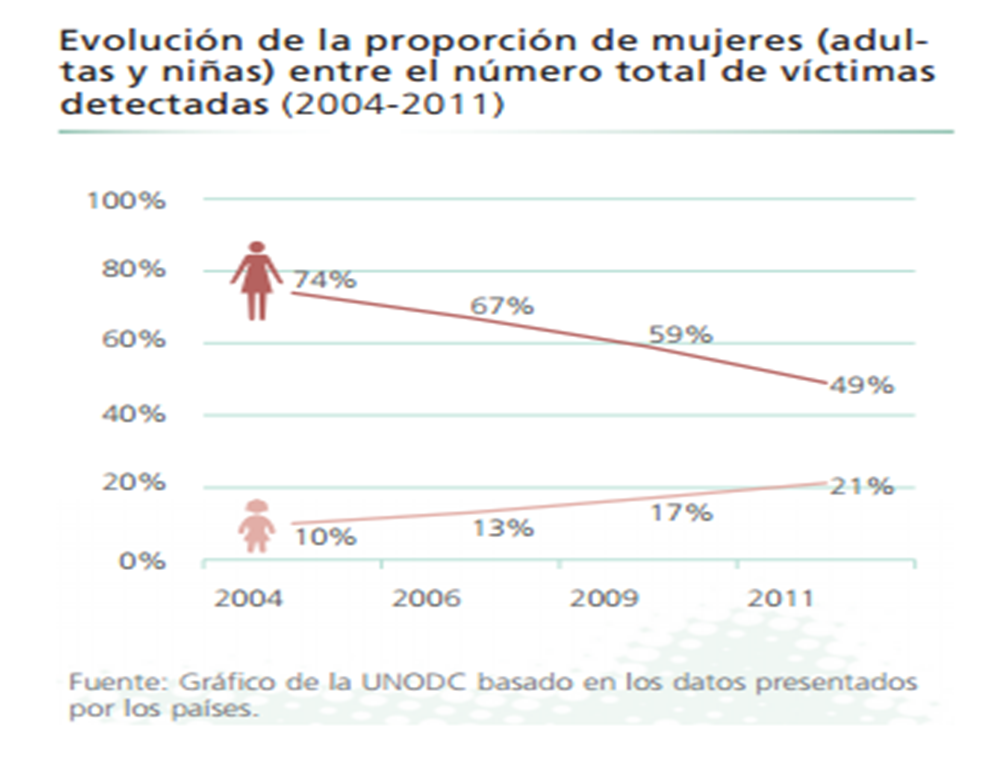 Evolución de la proporción de mujeres (adul-
tas y niñas) entre el número total de víctimas
detectadas (2004-2011)
100%
80%
74%
67%
60%
59%
49%
40%
20%
21%
17%
13%
10%
0%
2004 2006 2009 2011
Fuente: Gráfico de la UNODC basado en los datos presentados
por los países.